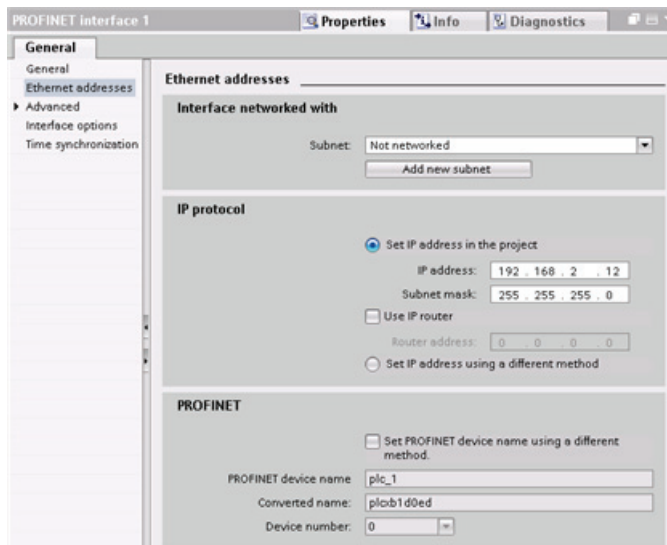 PROFINET interface 1
Properties
Info
Diagnostics
General
General
Ethernet addresses
Advanced
Interface options
Time synchronization
Ethernet addresses
Interface networked with
Subnet: Not networked
Add new subnet
IP protocol
Set IP address in the project
IP address: 192 . 168 . 2 . 12
Subnet mask: 255 . 255 . 255 . 0
Use IP router
Router address: 0 . 0 . 0 . 0
Set IP address using a different method
PROFINET
Set PROFINET device name using a different
method.
PROFINET device name plc_1
Converted name: plcxb1d0ed
Device number: 0